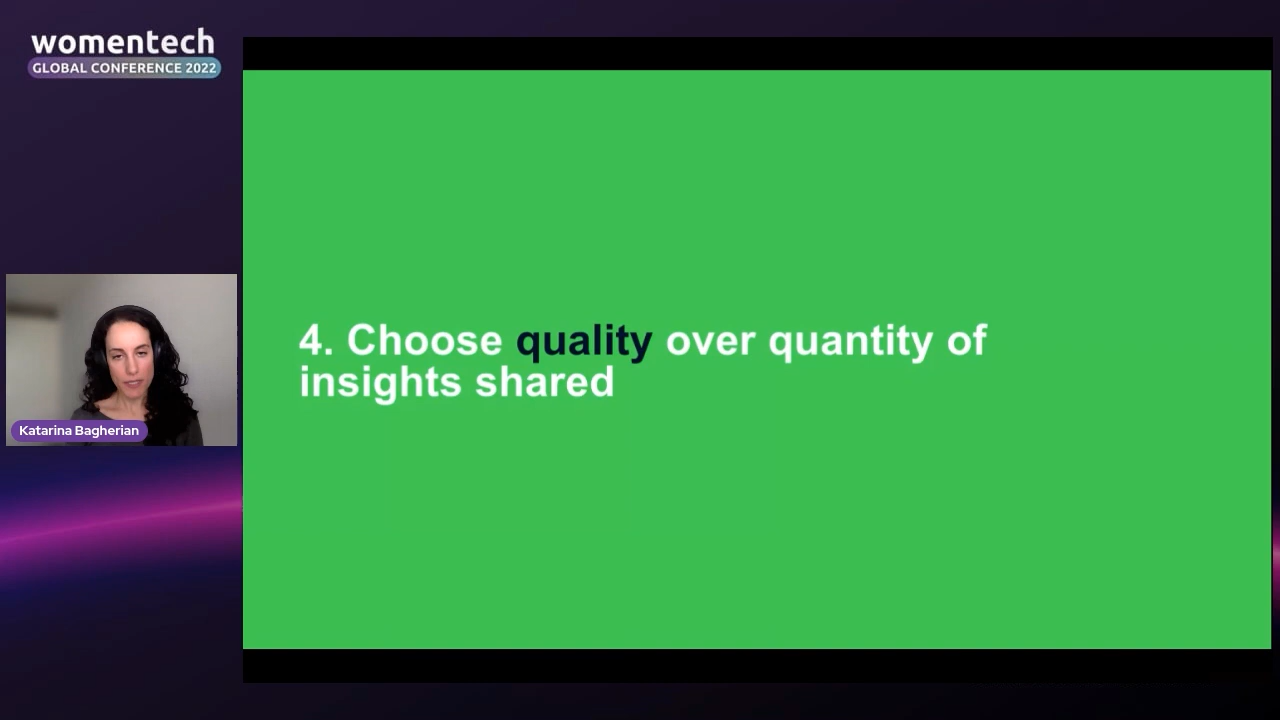 womentech
GLOBAL CONFERENCE 2022
4. Choose quality over quantity of
insights shared
Katarina Bagherian